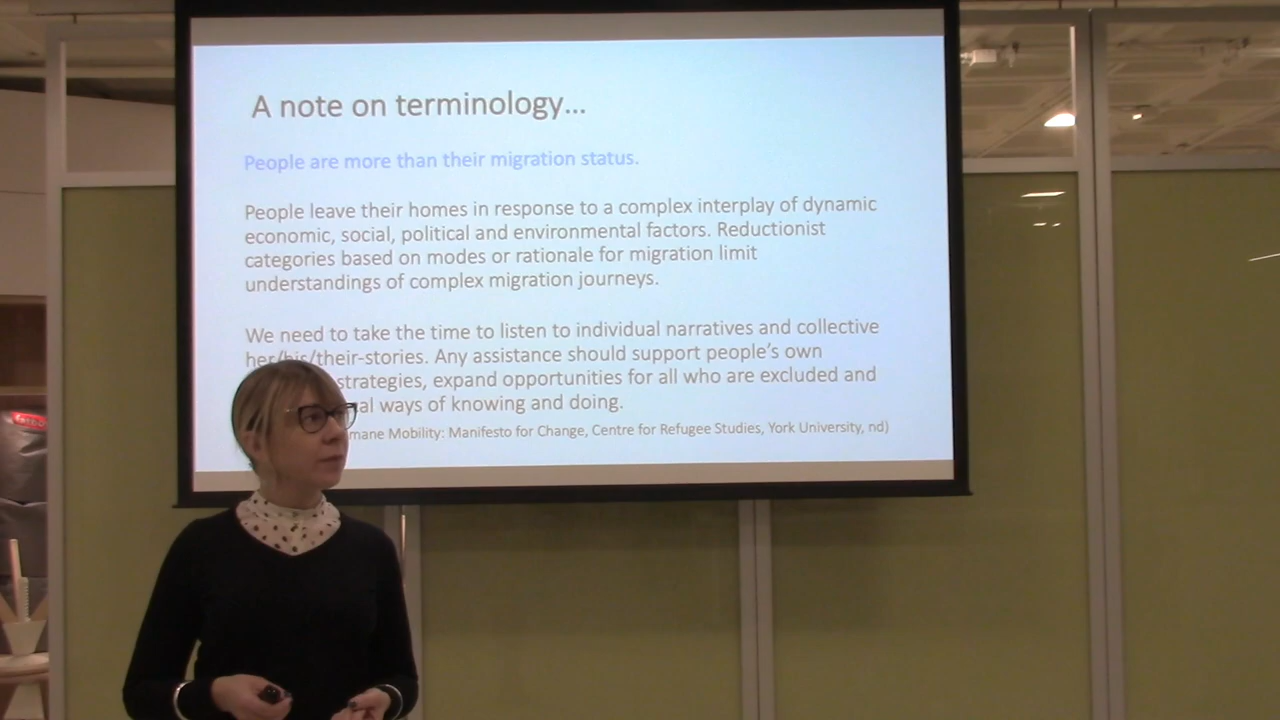 A note on terminology...
People are more than their migration status.
People leave their homes in response to a complex interplay of dynamic
economic, social, political and environmental factors. Reductionist
categories based on modes or rationale for migration limit
understandings of complex migration journeys.
We need to take the time to listen to individual narratives and collective
her/his/their-stories. Any assistance should support people's own
strategies, expand opportunities for all who are excluded and
ways of knowing and doing.
Mobility: Manifesto for Change, Centre for Refugee Studies, York University, nd)